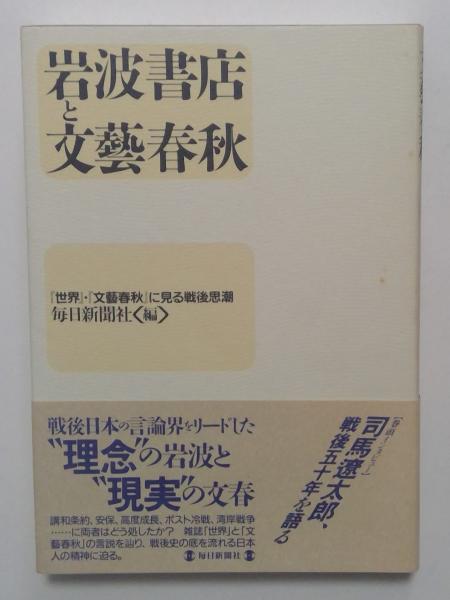 岩波書店
と
文藝春秋
『世界』・『文藝春秋』に見る戦後思潮
毎日新聞社〈編〉
戦後日本の言論界をリードした
“理念”の岩波と
“現実”の文春
講和条約、安保、高度成長、ポスト冷戦、湾岸戦争
……に両者はどう処したか？ 雑誌『世界』と『文
藝春秋』の言説を辿り、戦後史の底を流れる日本
人の精神に迫る。
毎日新聞社
司馬遼太郎、
戦後五十年を語る